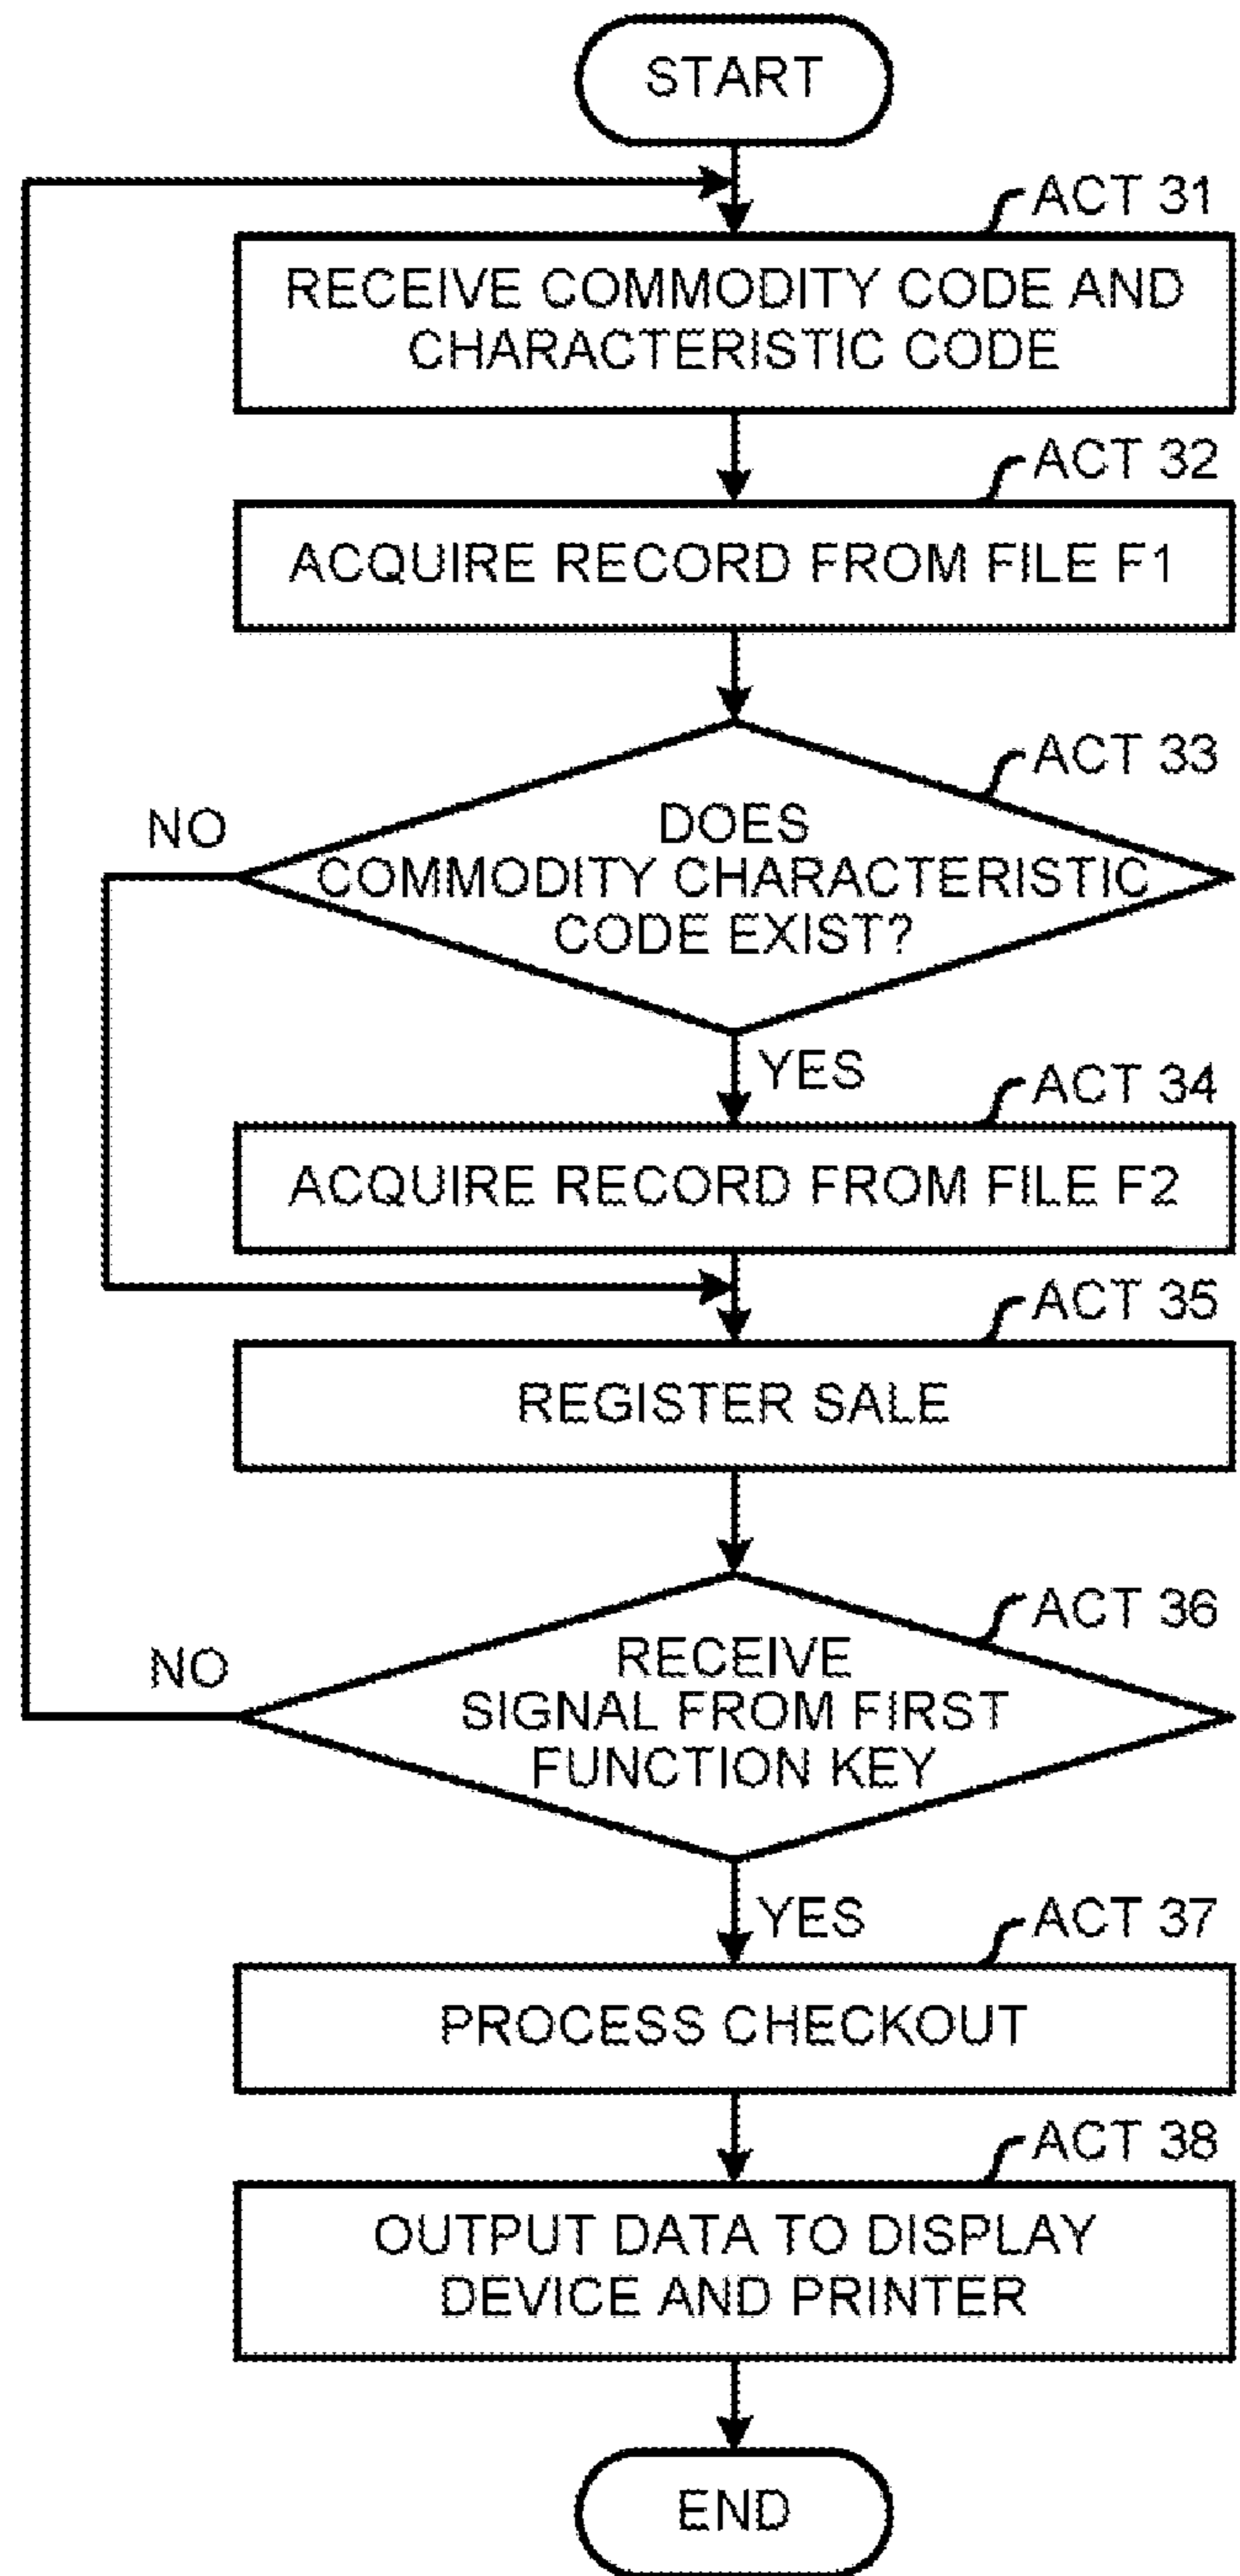 START
ACT 31
RECEIVE COMMODITY CODE AND
CHARACTERISTIC CODE
ACT 32
ACQUIRE RECORD FROM FILE F1
ACT 33
NO
DOES
COMMODITY CHARACTERISTIC
CODE EXIST?
YES
ACT 34
ACQUIRE RECORD FROM FILE F2
ACT 35
REGISTER SALE
ACT 36
NO
RECEIVE
SIGNAL FROM FIRST
FUNCTION KEY
YES
ACT 37
PROCESS CHECKOUT
ACT 38
OUTPUT DATA TO DISPLAY
DEVICE AND PRINTER
END